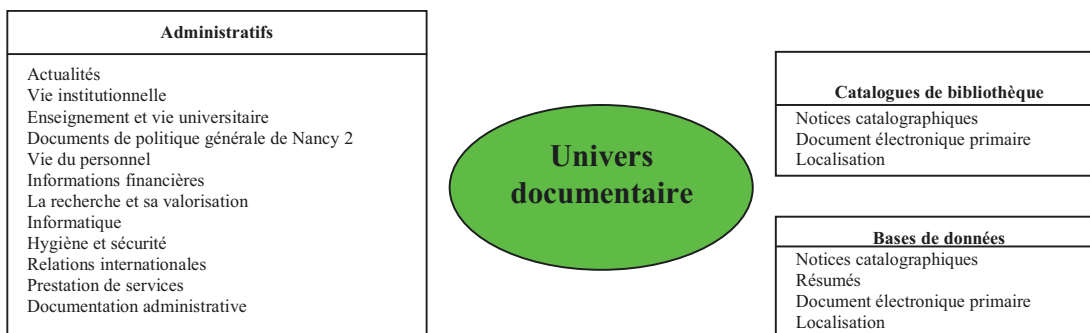 Administratifs
Actualités
Vie institutionnelle
Enseignement et vie universitaire
Documents de politique générale de Nancy 2
Vie du personnel
Informations financières
La recherche et sa valorisation
Informatique
Hygiène et sécurité
Relations internationales
Prestation de services
Documentation administrative
Univers
documentaire
Catalogues de bibliothèque
Notices catalographiques
Document électronique primaire
Localisation
Bases de données
Notices catalographiques
Résumés
Document électronique primaire
Localisation